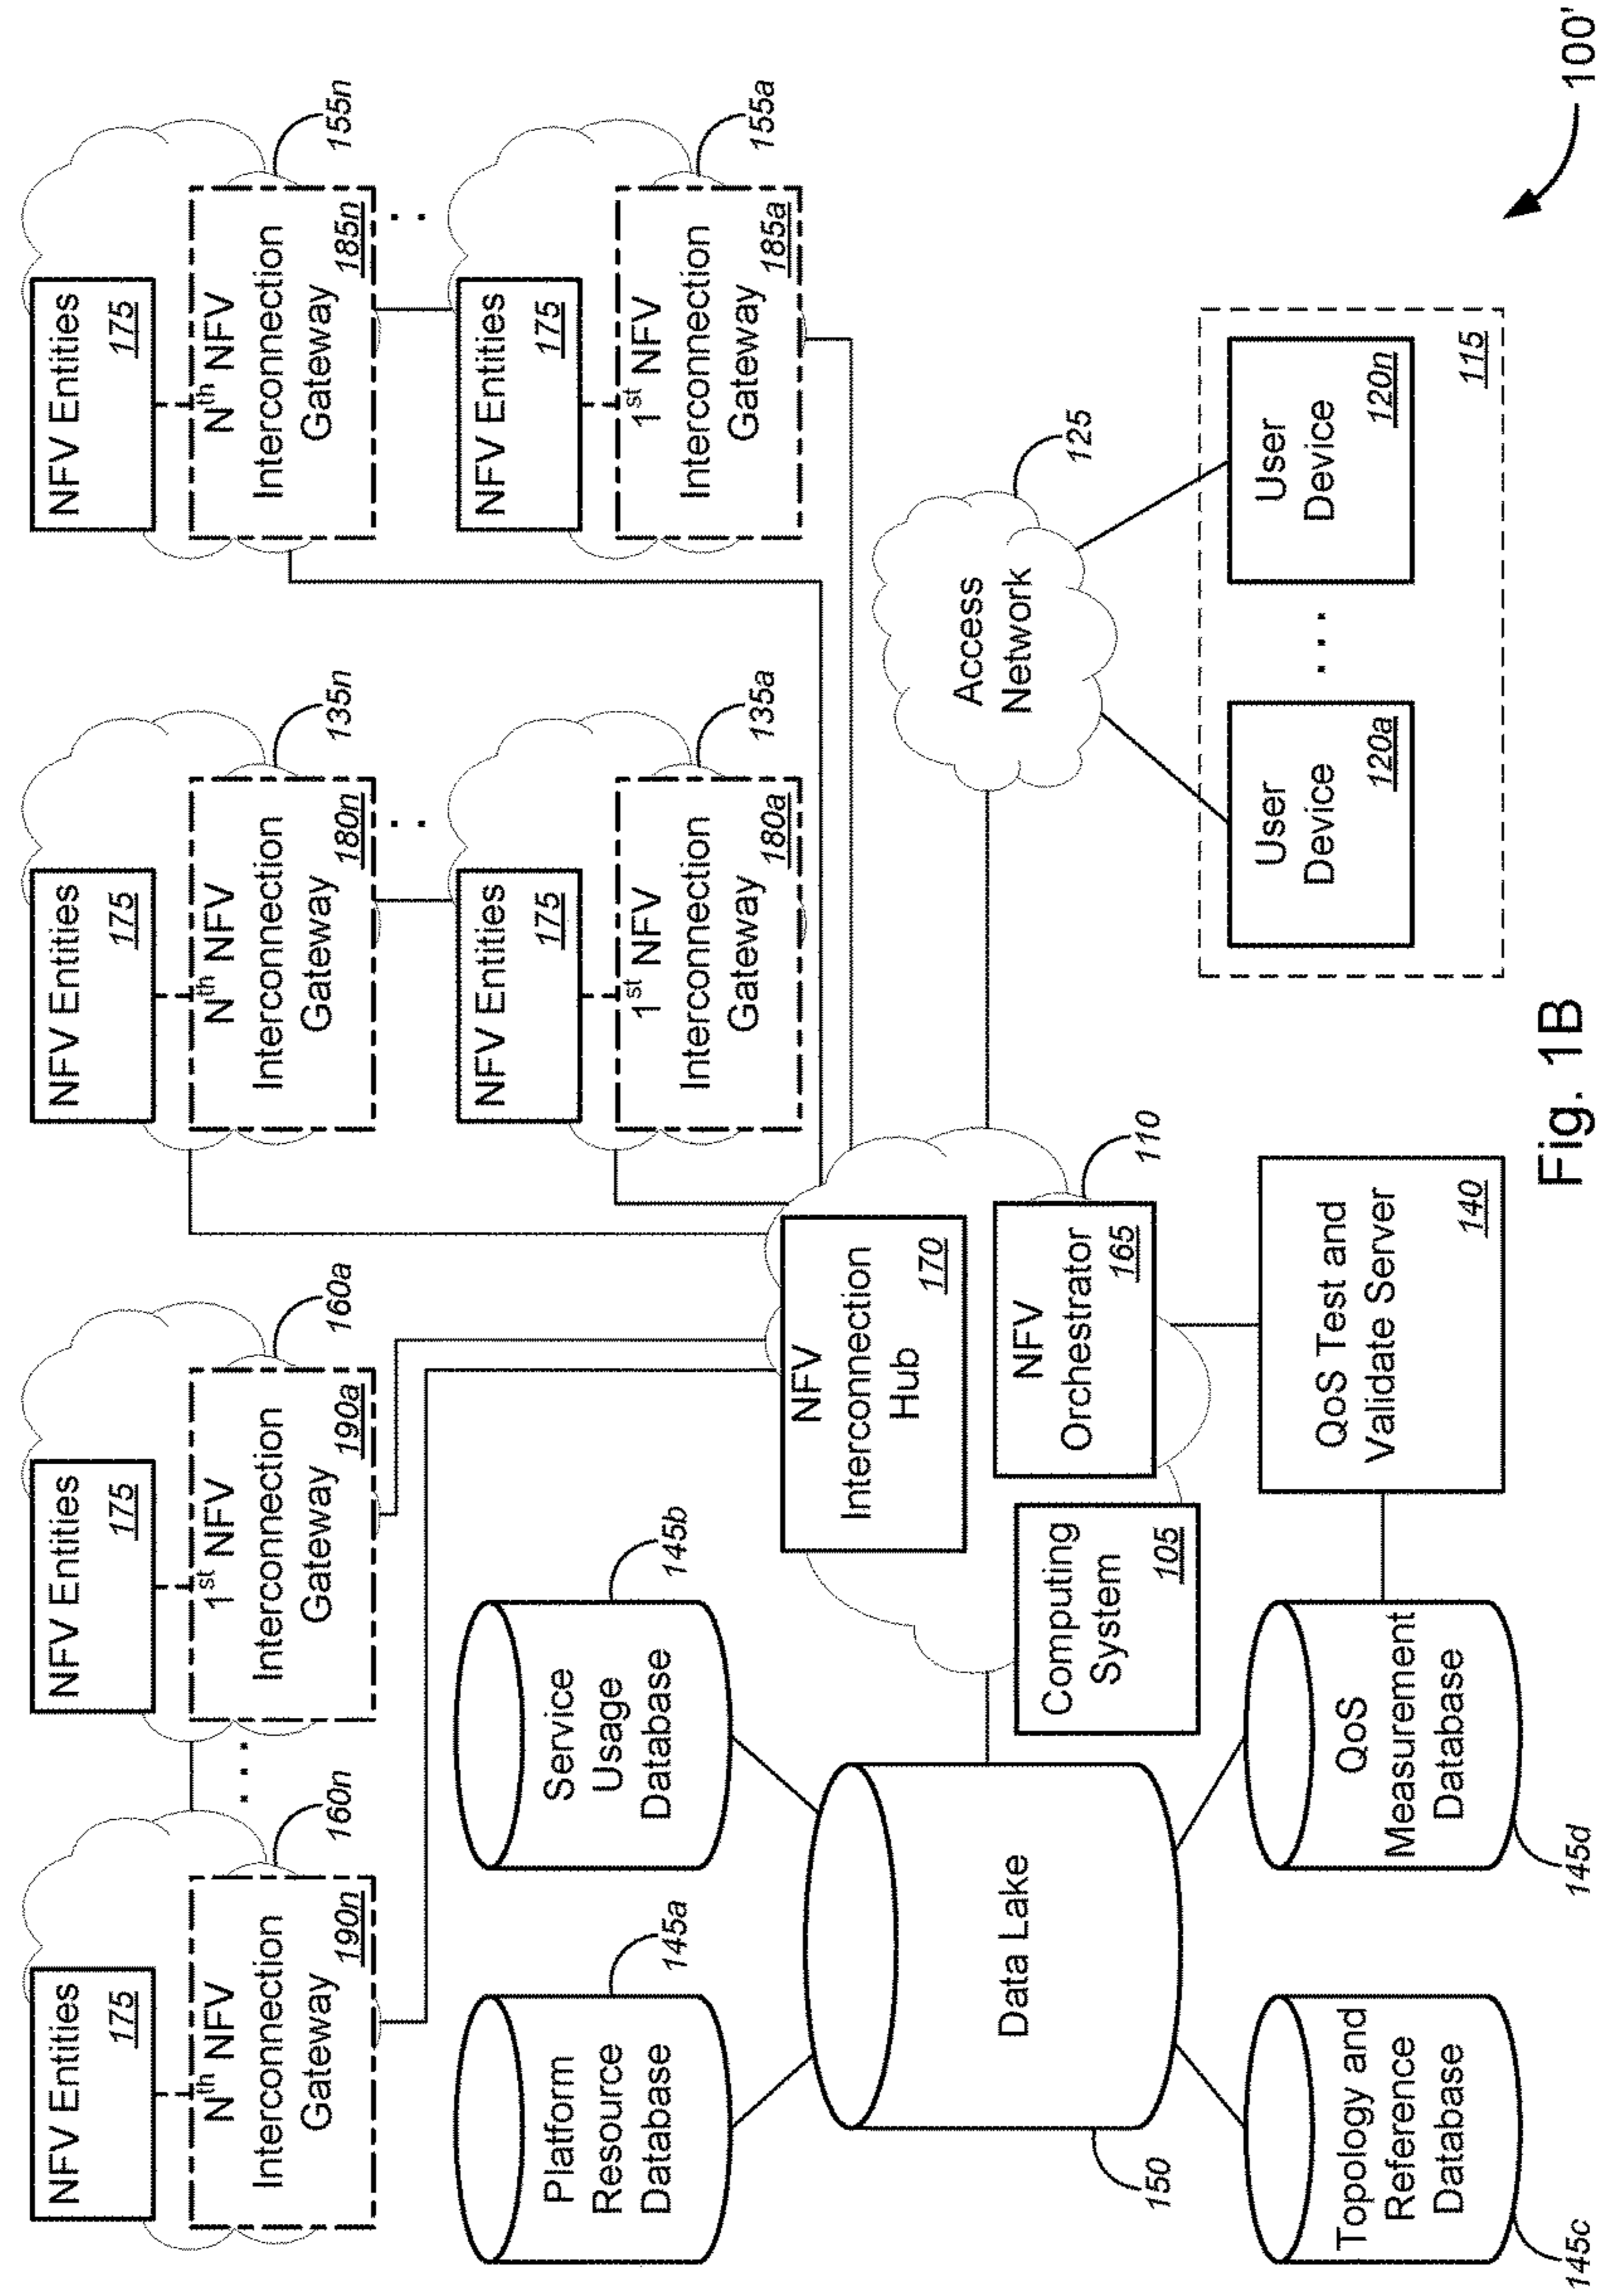 NFV Entities
175
Nth NFV
Interconnection
Gateway
190n
160n
. . .
NFV Entities
175
1st NFV
Interconnection
Gateway
190a
160a
NFV Entities
175
Nth NFV
Interconnection
Gateway
180n
135n
. .
NFV Entities
175
1st NFV
Interconnection
Gateway
180a
135a
NFV Entities
175
Nth NFV
Interconnection
Gateway
185n
155n
. .
NFV Entities
175
1st NFV
Interconnection
Gateway
185a
155a
Platform
Resource
Database
145a
Service
Usage
Database
145b
Data Lake
150
Topology and
Reference
Database
145c
QoS
Measurement
Database
145d
NFV
Interconnection
Hub
170
NFV
Orchestrator
165
110
Computing
System
105
QoS Test and
Validate Server
140
Access
Network
125
User
Device
120a
. . .
User
Device
120n
115
100'
Fig. 1B